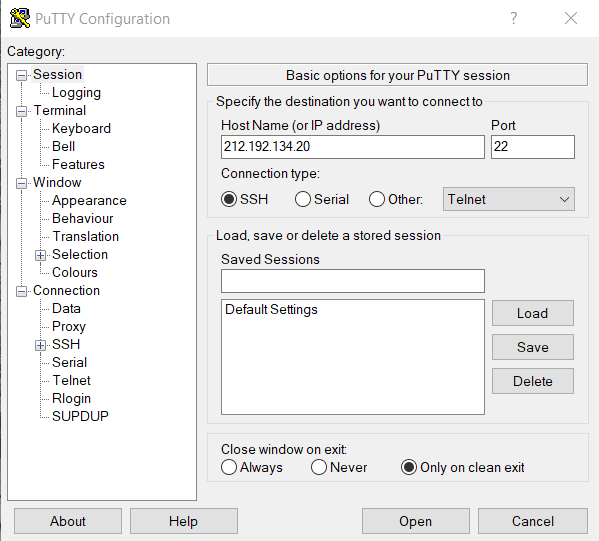 PuTTY Configuration ? ×
Category:
Session
Logging
Terminal
Keyboard
Bell
Features
Window
Appearance
Behaviour
Translation
Selection
Colours
Connection
Data
Proxy
SSH
Serial
Telnet
Rlogin
SUPDUP
Basic options for your PuTTY session
Specify the destination you want to connect to
Host Name (or IP address) Port
212.192.134.20 22
Connection type:
SSH Serial Other: Telnet
Load, save or delete a stored session
Saved Sessions
Default Settings
Load
Save
Delete
Close window on exit:
Always Never Only on clean exit
About Help Open Cancel